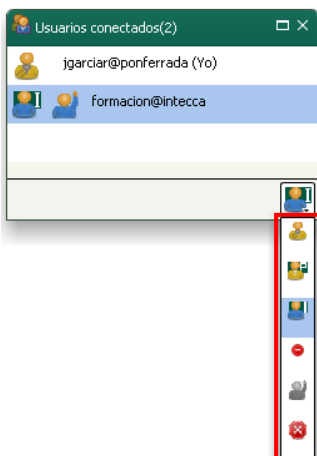 Usuarios conectados(2)
jgarciar@ponferrada (Yo)
formacion@intecca